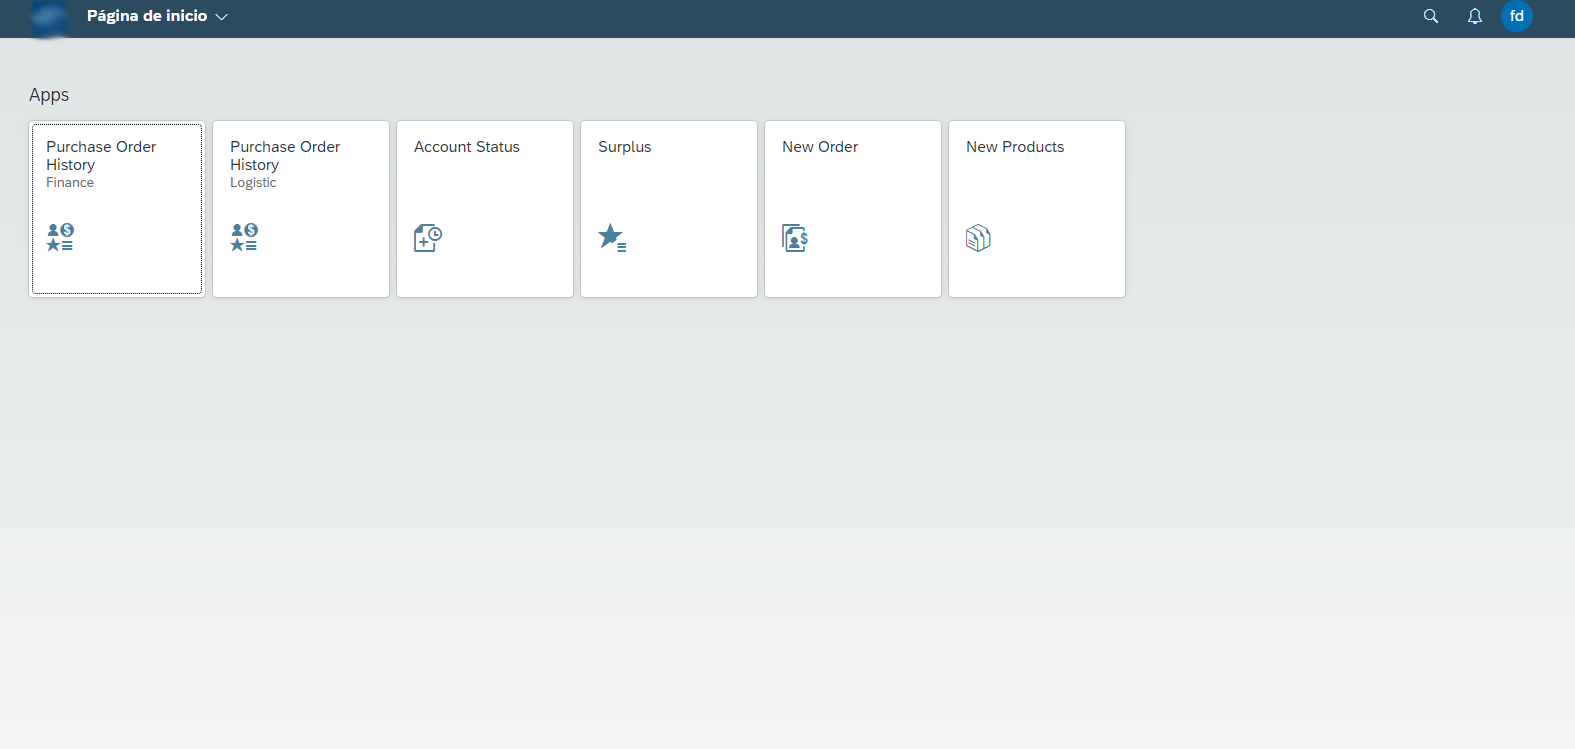 Página de inicio
fd
Apps
Purchase Order
History
Finance
Purchase Order
History
Logistic
Account Status
Surplus
New Order
New Products